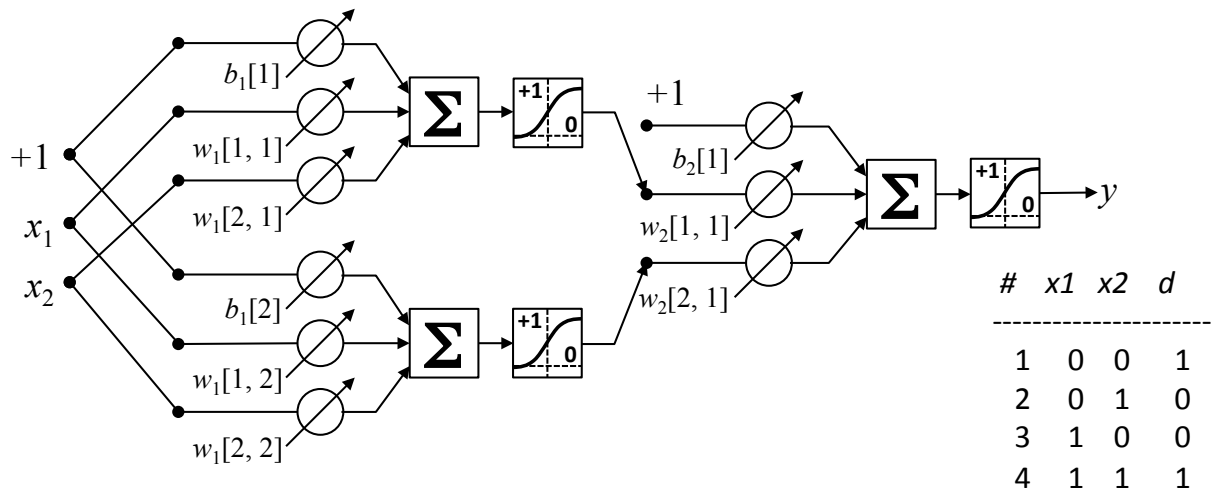 b₁[1]
w₁[1, 1]
w₁[2, 1]
+1
x₁
x₂
b₁[2]
w₁[1, 2]
w₁[2, 2]
Σ
+1
0
Σ
+1
0
+1
b₂[1]
w₂[1, 1]
w₂[2, 1]
Σ
+1
0
y
# x1 x2 d
------------------------
1 0 0 1
2 0 1 0
3 1 0 0
4 1 1 1